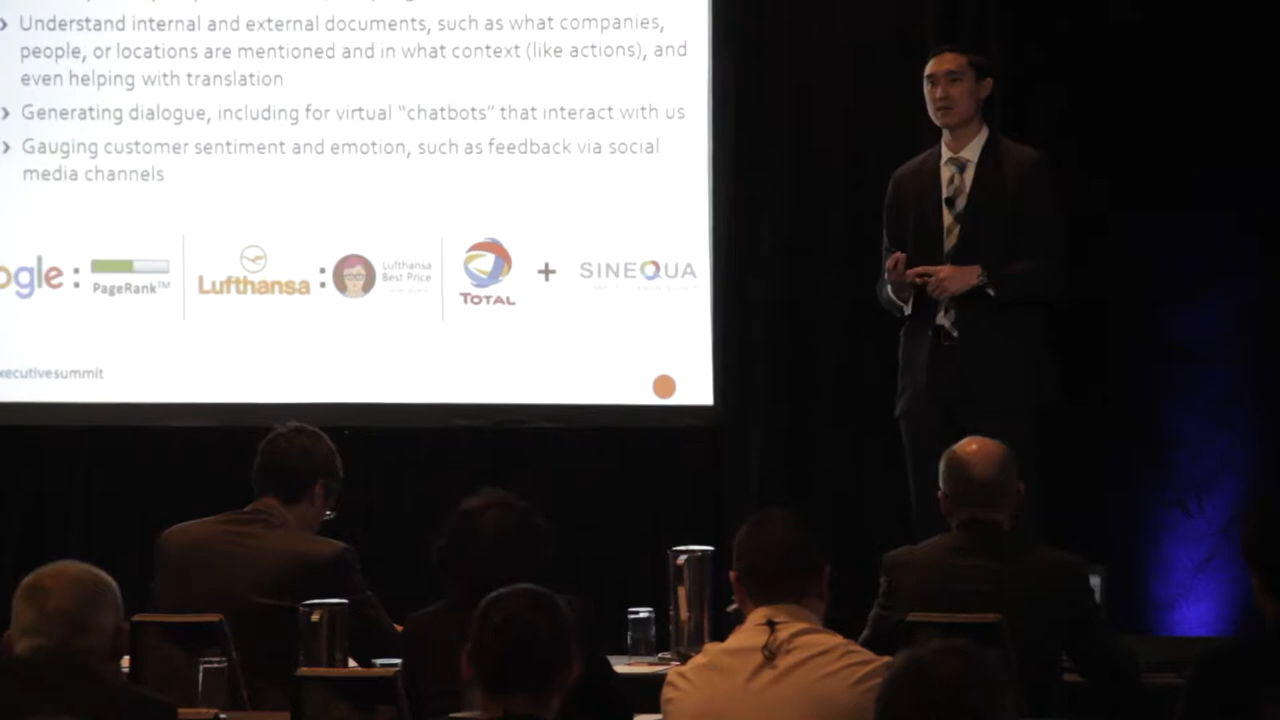 › Understand internal and external documents, such as what companies,
people, or locations are mentioned and in what context (like actions), and
even helping with translation
› Generating dialogue, including for virtual “chatbots” that interact with us
› Gauging customer sentiment and emotion, such as feedback via social
media channels
ogle : PageRank™
Lufthansa : Lufthansa
Best Price
TOTAL + SINEQUA
xecutivesummit